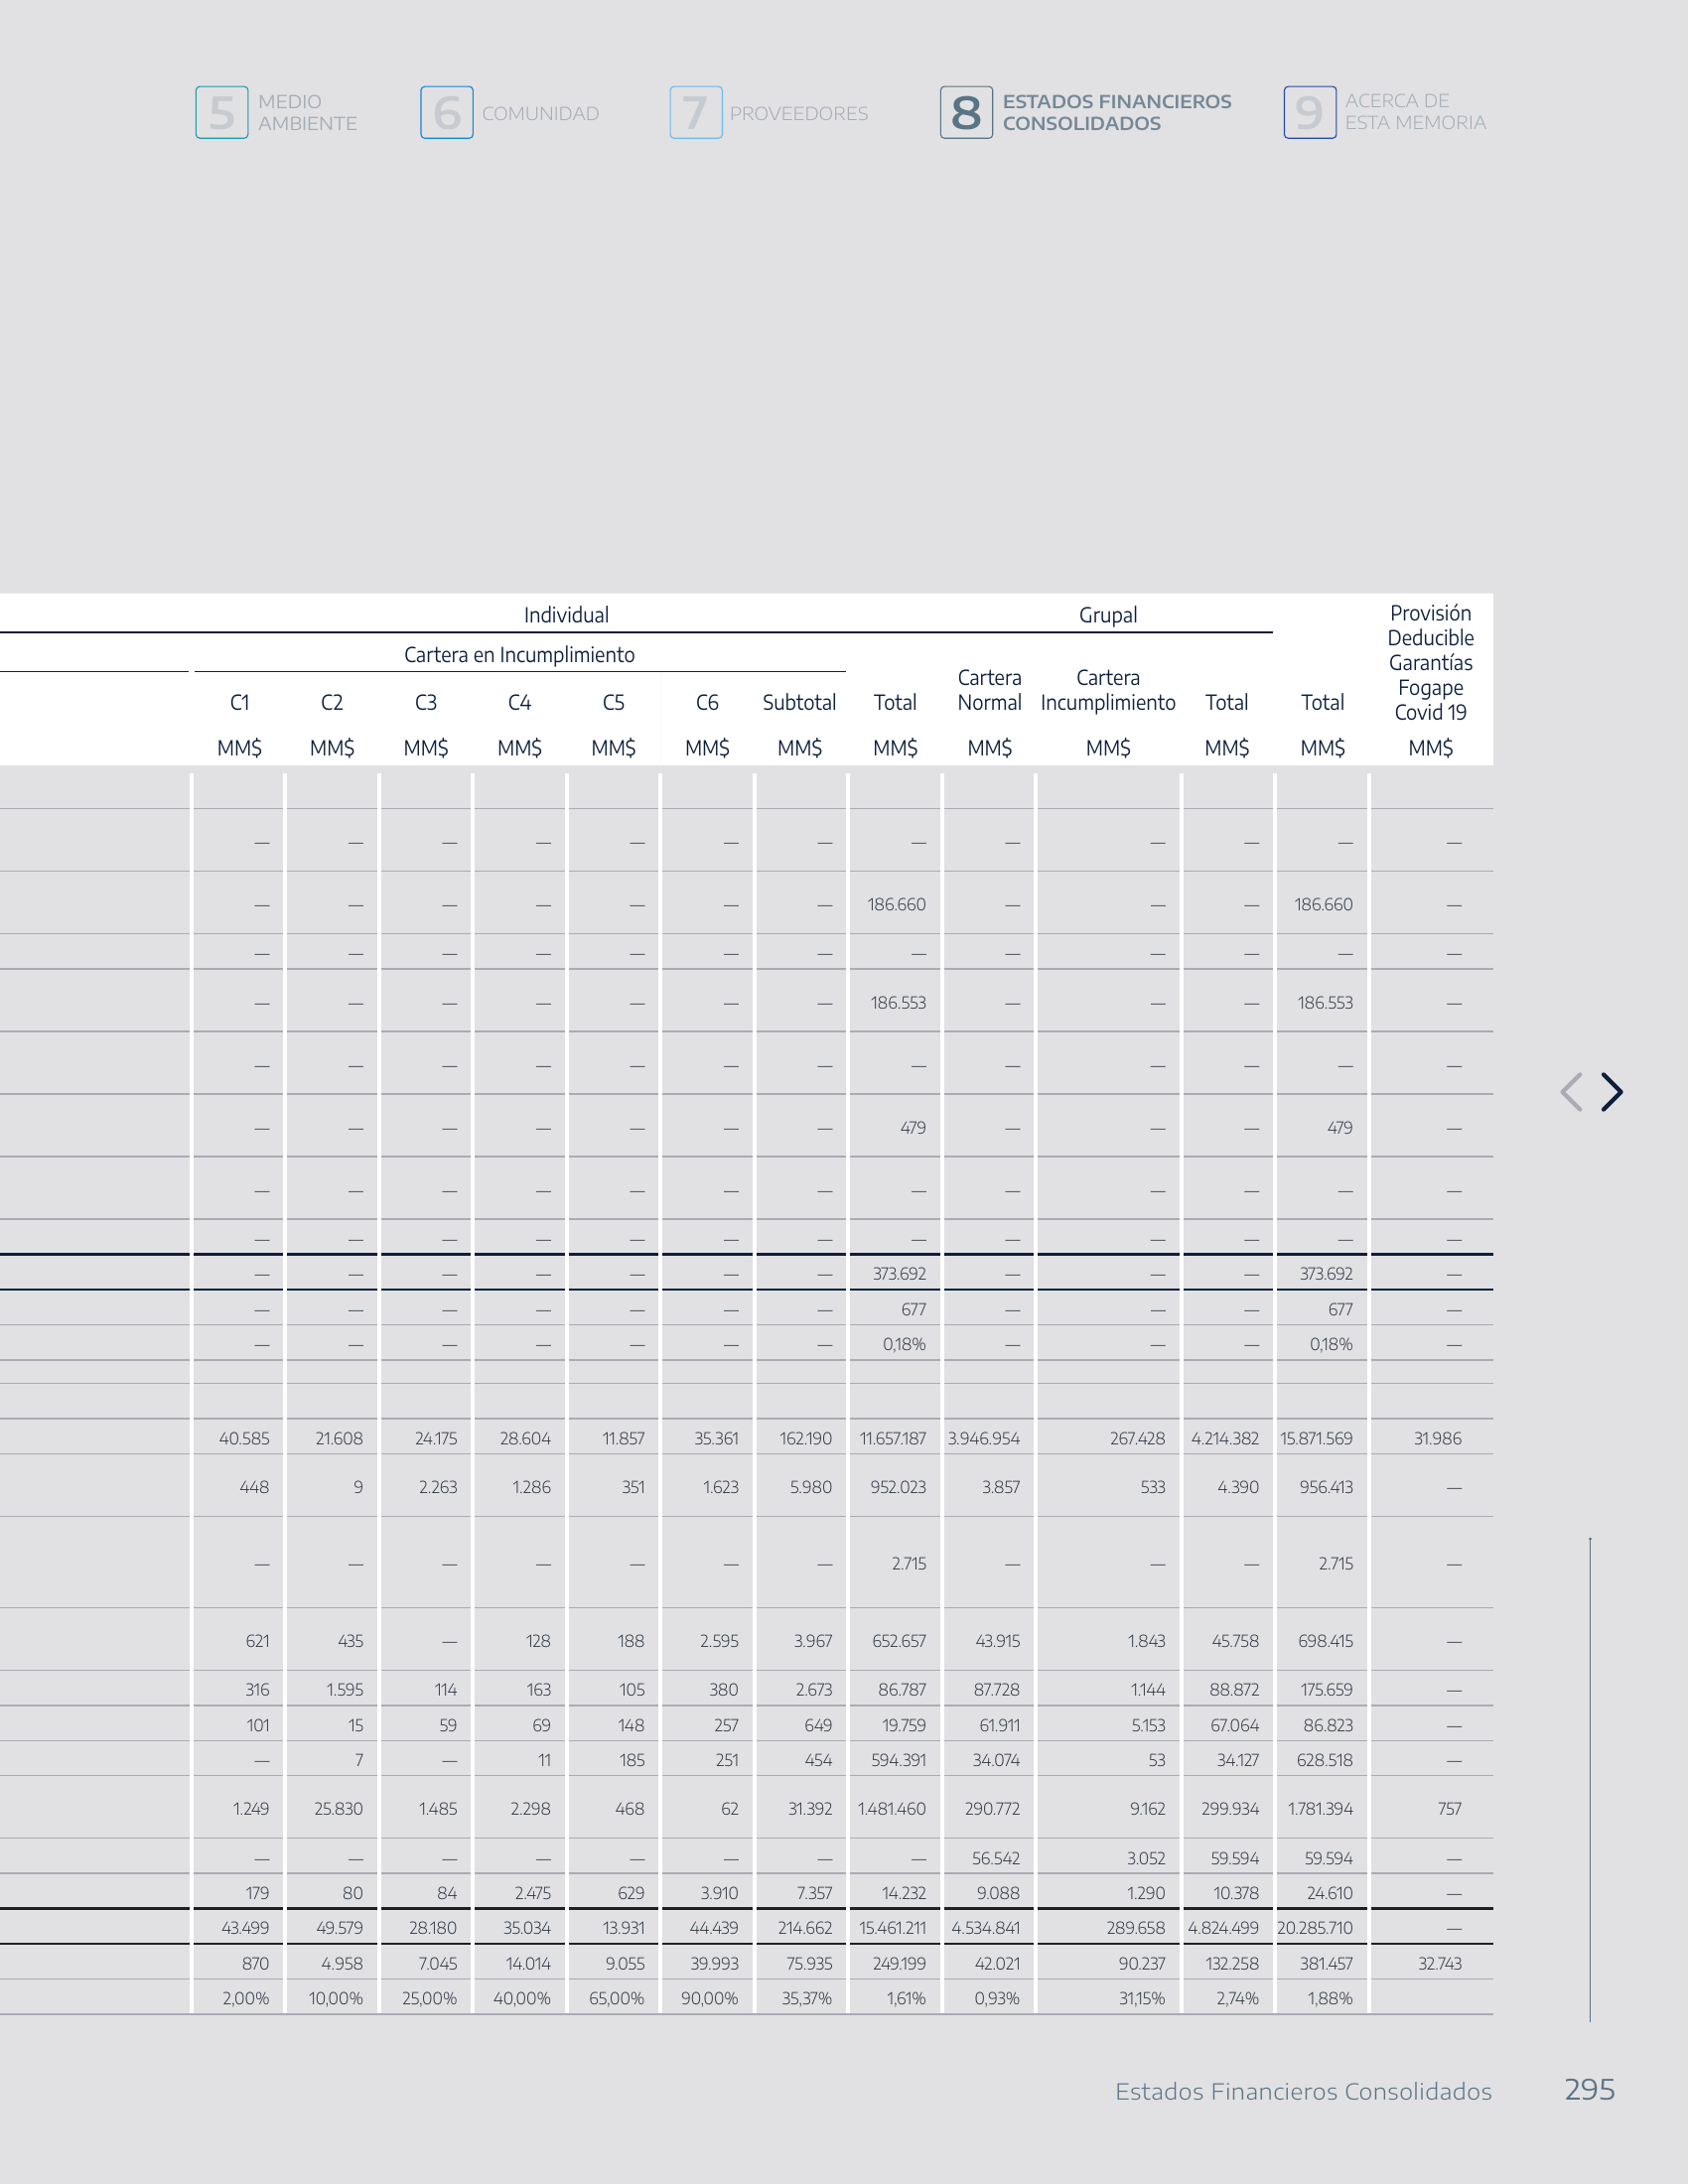 5 MEDIO AMBIENTE 6 COMUNIDAD 7 PROVEEDORES 8 ESTADOS FINANCIEROS CONSOLIDADOS 9 ACERCA DE ESTA MEMORIA
Individual Grupal Provisión Deducible Garantías Fogape Covid 19
Cartera en Incumplimiento
C1 C2 C3 C4 C5 C6 Subtotal Total Cartera Normal Cartera Incumplimiento Total Total
MM$ MM$ MM$ MM$ MM$ MM$ MM$ MM$ MM$ MM$ MM$ MM$ MM$
— — — — — — — — — — — — —
— — — — — — — 186.660 — — — 186.660 —
— — — — — — — — — — — — —
— — — — — — — 186.553 — — — 186.553 —
— — — — — — — — — — — — —
— — — — — — — 479 — — — 479 —
— — — — — — — — — — — — —
— — — — — — — — — — — — —
— — — — — — — 373.692 — — — 373.692 —
— — — — — — — 677 — — — 677 —
— — — — — — — 0,18% — — — 0,18% —
40.585 21.608 24.175 28.604 11.857 35.361 162.190 11.657.187 3.946.954 267.428 4.214.382 15.871.569 31.986
448 9 2.263 1.286 351 1.623 5.980 952.023 3.857 533 4.390 956.413 —
— — — — — — — 2.715 — — — 2.715 —
621 435 — 128 188 2.595 3.967 652.657 43.915 1.843 45.758 698.415 —
316 1.595 114 163 105 380 2.673 86.787 87.728 1.144 88.872 175.659 —
101 15 59 69 148 257 649 19.759 61.911 5.153 67.064 86.823 —
— 7 — 11 185 251 454 594.391 34.074 53 34.127 628.518 —
1.249 25.830 1.485 2.298 468 62 31.392 1.481.460 290.772 9.162 299.934 1.781.394 757
— — — — — — — — 56.542 3.052 59.594 59.594 —
179 80 84 2.475 629 3.910 7.357 14.232 9.088 1.290 10.378 24.610 —
43.499 49.579 28.180 35.034 13.931 44.439 214.662 15.461.211 4.534.841 289.658 4.824.499 20.285.710 —
870 4.958 7.045 14.014 9.055 39.993 75.935 249.199 42.021 90.237 132.258 381.457 32.743
2,00% 10,00% 25,00% 40,00% 65,00% 90,00% 35,37% 1,61% 0,93% 31,15% 2,74% 1,88%
Estados Financieros Consolidados 295